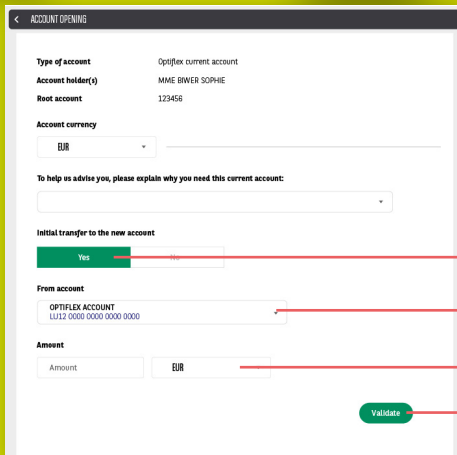 ACCOUNT OPENING
Type of account Optiflex current account
Account holder(s) MME BIWER SOPHIE
Root account 123456
Account currency
EUR
To help us advise you, please explain why you need this current account:
Initial transfer to the new account
Yes No
From account
OPTIFLEX ACCOUNT
LU12 0000 0000 0000 0000
Amount
Amount EUR
Validate